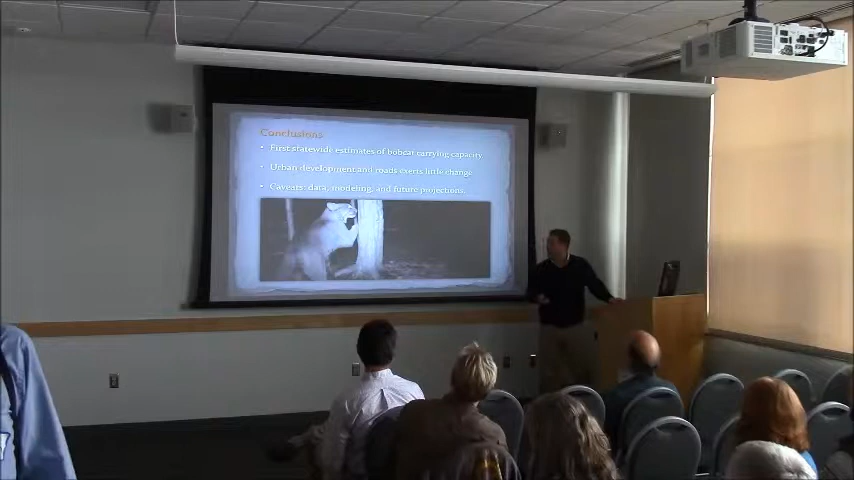 Conclusions
• First statewide estimates of bobcat carrying capacity
• Urban development and roads exerts little change
• Caveats: data, modeling, and future projections.